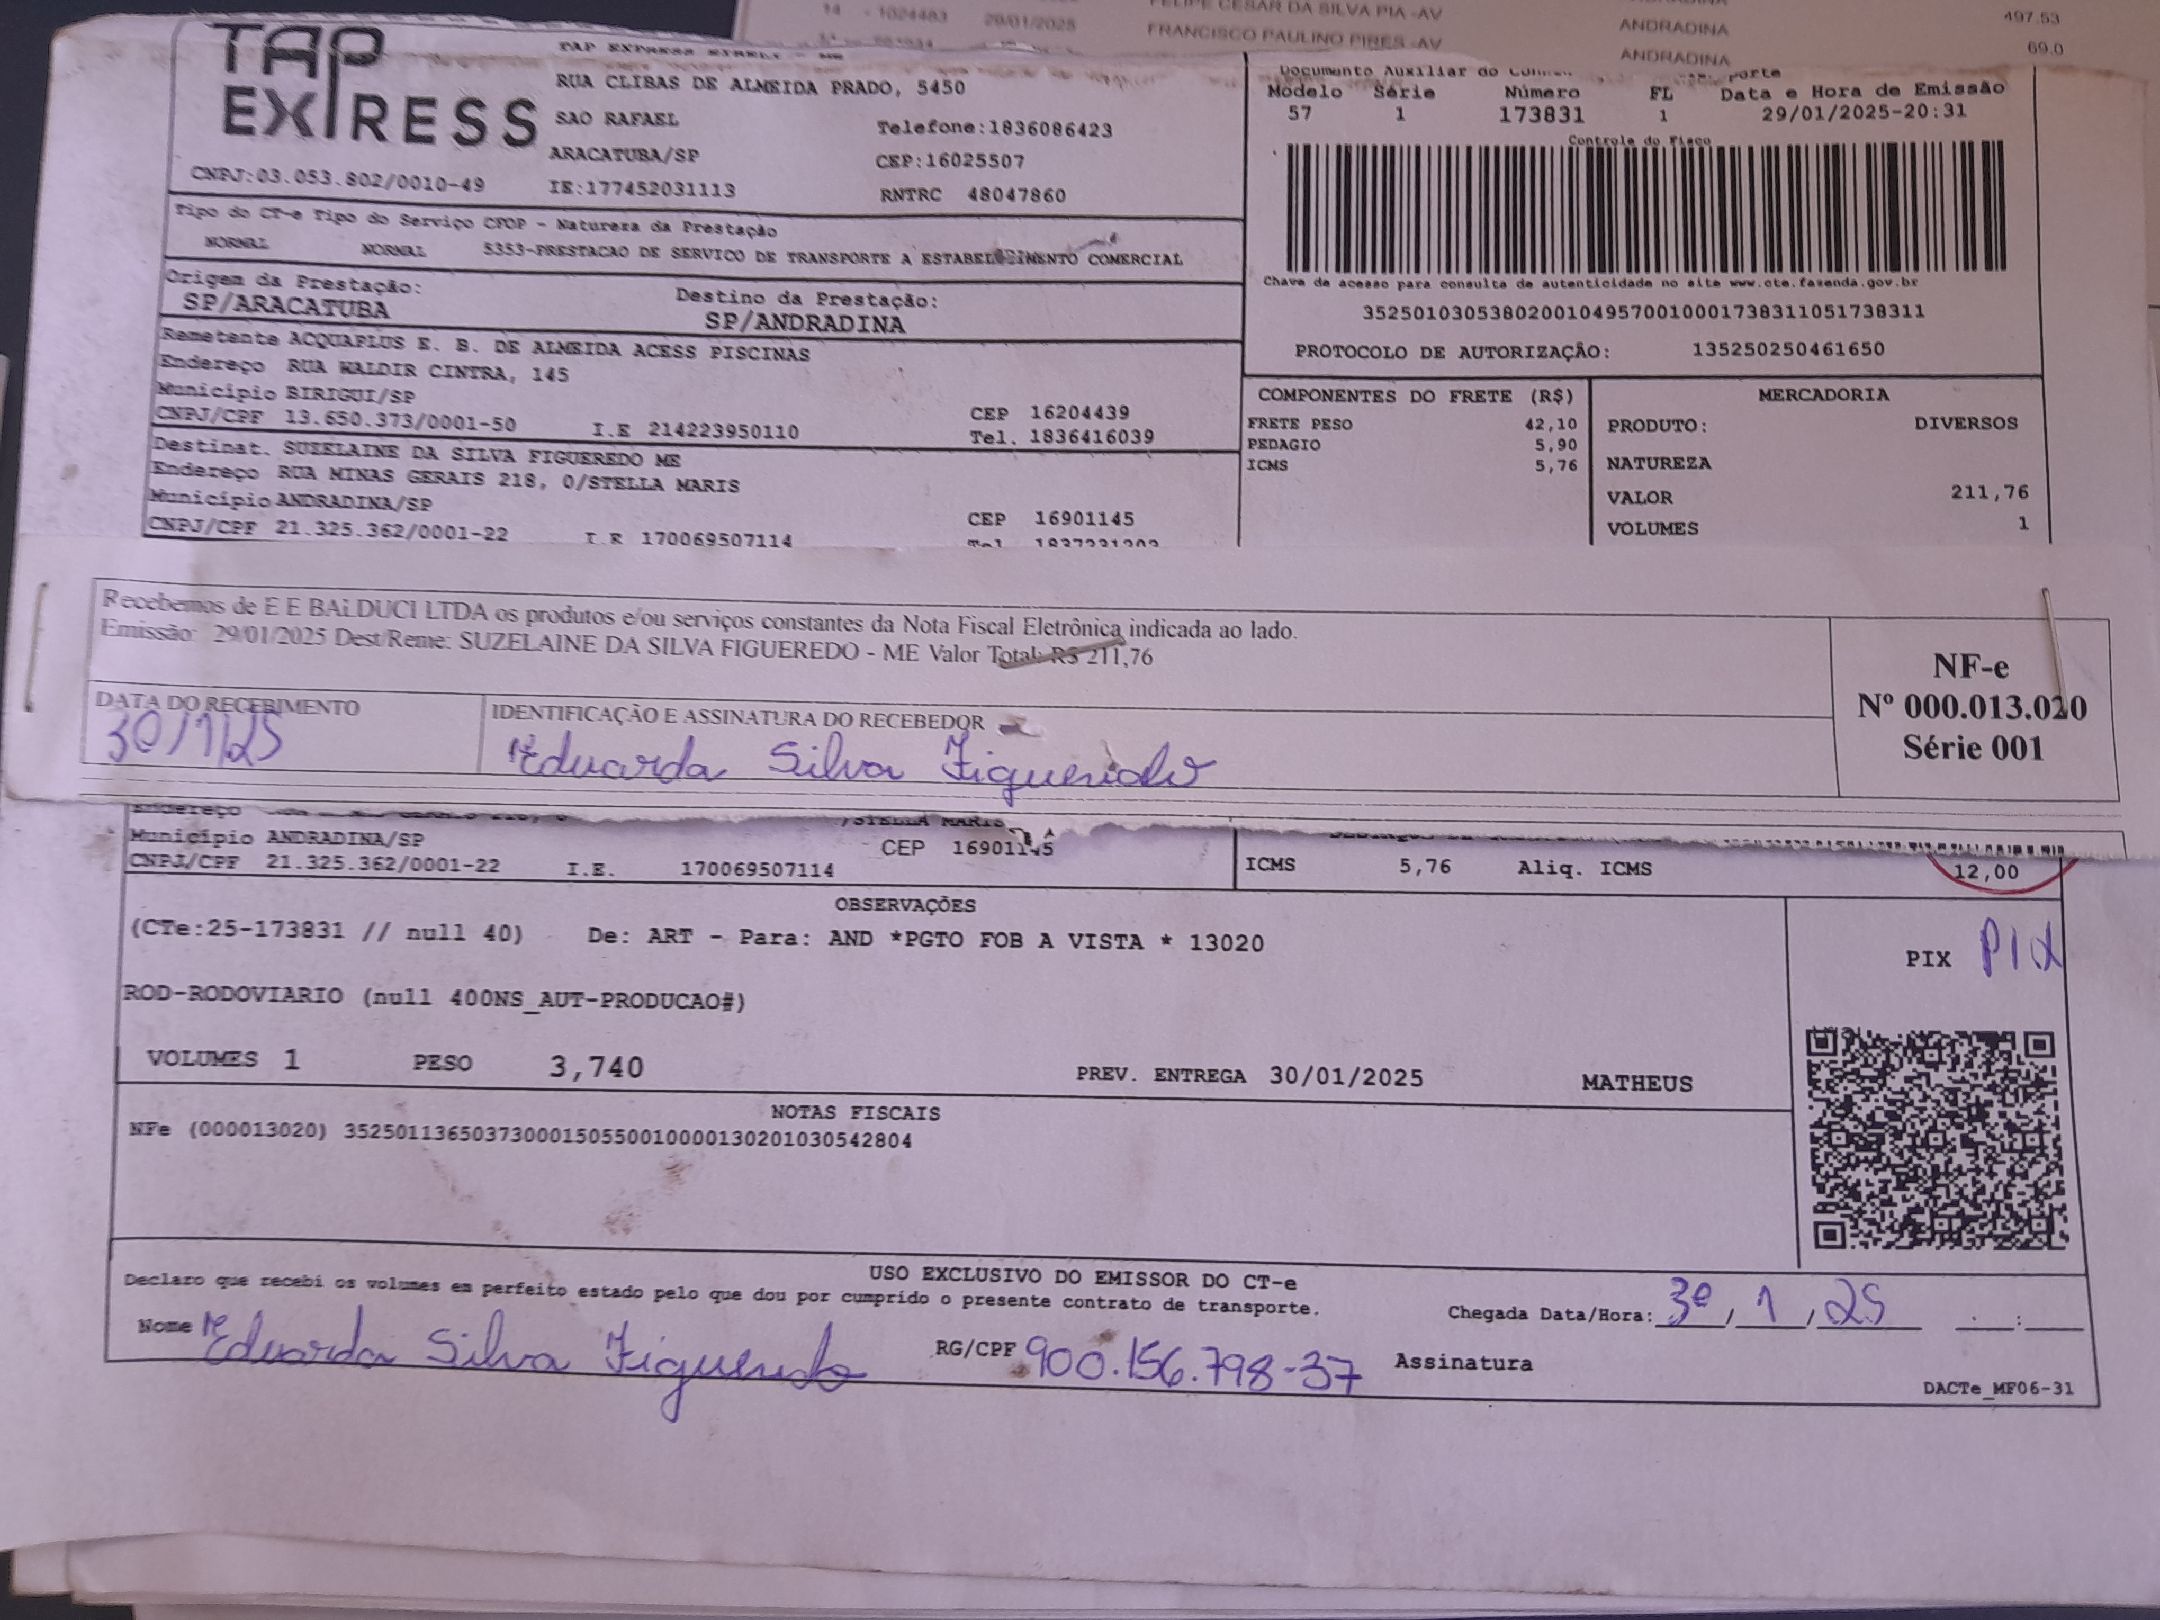 14 - 1024483 29/01/2025 FELIPE CESAR DA SILVA PIA -AV ANDRADINA 497.53
FRANCISCO PAULINO PIRES -AV ANDRADINA 69.0
ANDRADINA
TAP EXPRESS
RUA CLIBAS DE ALMEIDA PRADO, 5450
SAO RAFAEL
Telefone:1836086423
ARACATUBA/SP
CEP:16025507
CNPJ:03.053.802/0010-49 IE:177452031113 RNTRC 48047860
Documento Auxiliar do
Modelo Série Número FL Data e Hora de Emissão
57 1 173831 1 29/01/2025-20:31
Controle do Fisco
Chave de acesso para consulta de autenticidade no site www.cte.fazenda.gov.br
35250103053802001049570010001738311051738311
PROTOCOLO DE AUTORIZAÇÃO: 135250250461650
Tipo do CT-e Tipo do Serviço CFOP - Natureza da Prestação
NORMAL NORMAL 5353-PRESTACAO DE SERVICO DE TRANSPORTE A ESTABELECIMENTO COMERCIAL
Origem da Prestação: Destino da Prestação:
SP/ARACATUBA SP/ANDRADINA
Remetente ACQUAPLUS E. B. DE ALMEIDA ACESS PISCINAS
Endereço RUA WALDIR CINTRA, 145
Município BIRIGUI/SP CEP 16204439
CNPJ/CPF 13.650.373/0001-50 I.E 214223950110 Tel. 1836416039
Destinat. SUZELAINE DA SILVA FIGUEREDO ME
Endereço RUA MINAS GERAIS 218, 0/STELLA MARIS
Município ANDRADINA/SP CEP 16901145
CNPJ/CPF 21.325.362/0001-22 I.E 170069507114 Tel
COMPONENTES DO FRETE (R$)
FRETE PESO 42,10
PEDAGIO 5,90
ICMS 5,76
MERCADORIA
PRODUTO: DIVERSOS
NATUREZA
VALOR 211,76
VOLUMES 1
Recebemos de E E BALDUCI LTDA os produtos e/ou serviços constantes da Nota Fiscal Eletrônica indicada ao lado.
Emissão: 29/01/2025 Dest/Reme: SUZELAINE DA SILVA FIGUEREDO - ME Valor Total: R$ 211,76
DATA DO RECEBIMENTO IDENTIFICAÇÃO E ASSINATURA DO RECEBEDOR
30/1/25 Mª Eduarda Silva Figueriedo
NF-e
Nº 000.013.020
Série 001
Endereço /STELLA MARIS
Município ANDRADINA/SP CEP 16901145
CNPJ/CPF 21.325.362/0001-22 I.E. 170069507114
ICMS 5,76 Aliq. ICMS 12,00
OBSERVAÇÕES
(CTe:25-173831 // null 40) De: ART - Para: AND *PGTO FOB A VISTA * 13020
PIX PIX
ROD-RODOVIARIO (null 400NS_AUT-PRODUCAO#)
VOLUMES 1 PESO 3,740 PREV. ENTREGA 30/01/2025 MATHEUS
NOTAS FISCAIS
NFe (000013020) 35250113650373000150550010000130201030542804
USO EXCLUSIVO DO EMISSOR DO CT-e
Declaro que recebi os volumes em perfeito estado pelo que dou por cumprido o presente contrato de transporte.
Chegada Data/Hora: 30/1/25 :
Nome Mª Eduarda Silva Figueriedo RG/CPF 900.156.798-37 Assinatura
DACTe_MF06-31